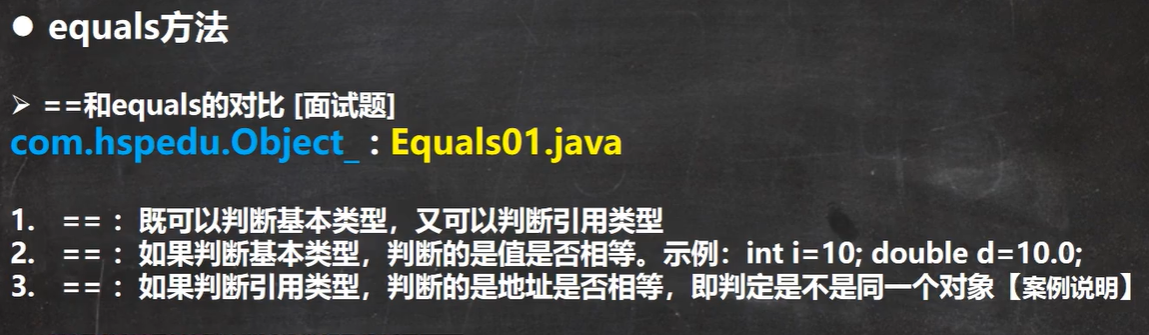 ● equals方法
➢ ==和equals的对比 [面试题]
com.hspedu.Object_ : Equals01.java
1. == ：既可以判断基本类型，又可以判断引用类型
2. == ：如果判断基本类型，判断的是值是否相等。示例：int i=10; double d=10.0;
3. == ：如果判断引用类型，判断的是地址是否相等，即判定是不是同一个对象【案例说明】